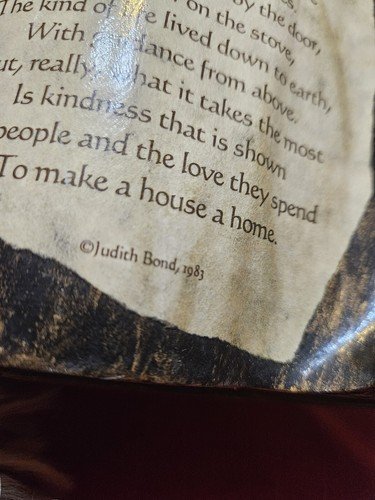 by the door,
The kind of on the stove,
With lived down to earth,
from above.
really, what it takes the most
Is kindness that is shown
people and the love they spend
To make a house a home.
©Judith Bond, 1983